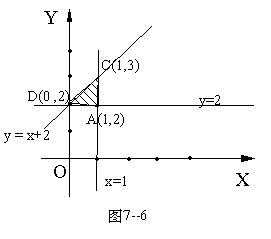 Y
C(1,3)
D(0,2)
y=2
A(1,2)
y = x+2
O
X
x=1
图7--6